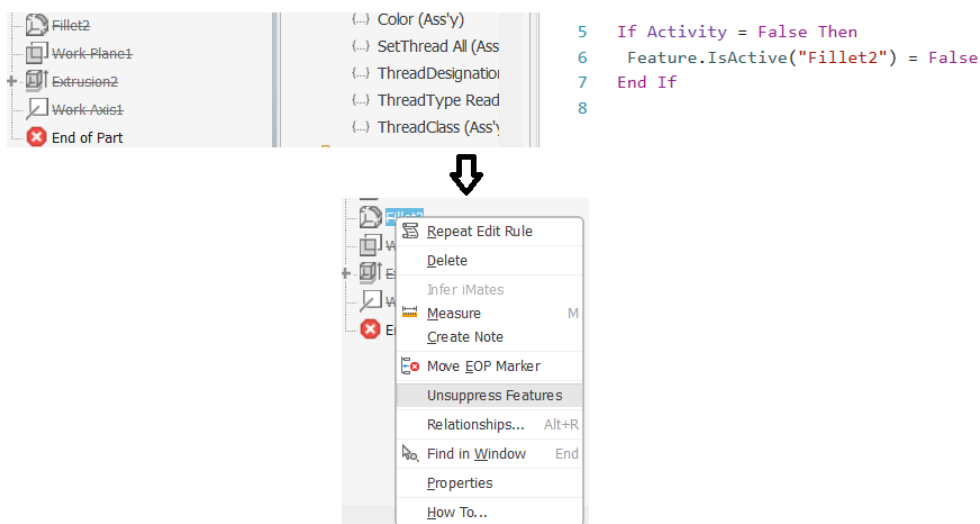 Fillet2
Work Plane1
Extrusion2
Work Axis1
End of Part
{...} Color (Ass'y)
{...} SetThread All (Ass
{...} ThreadDesignation
{...} ThreadType Read
{...} ThreadClass (Ass'y
5 If Activity = False Then
6 Feature.IsActive("Fillet2") = False
7 End If
8
Fillet2
Repeat Edit Rule
Delete
Infer iMates
Measure M
Create Note
Move EOP Marker
Unsuppress Features
Relationships... Alt+R
Find in Window End
Properties
How To...